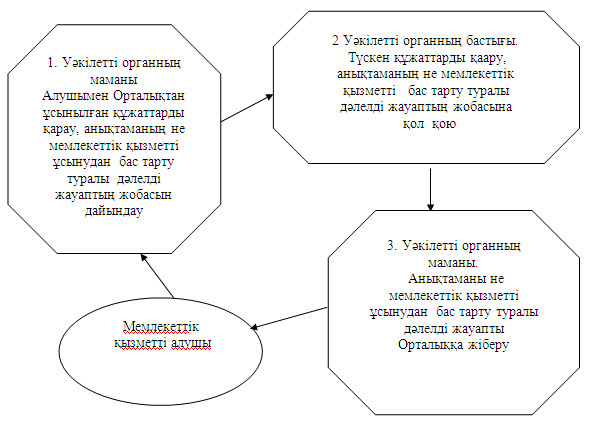 1. Уәкілетті органның
маманы
Алушымен Орталықтан
ұсынылған құжаттарды
қарау, анықтаманың не
мемлекеттік қызметті
ұсынудан бас тарту
туралы дәлелді
жауаптың жобасын
дайындау
2 Уәкілетті органның бастығы.
Түскен құжаттарды қаару,
анықтаманың не мемлекеттік
қызметті бас тарту туралы
дәлелді жауаптың жобасына
қол қою
3. Уәкілетті органның
маманы.
Анықтаманы не
мемлекеттік қызметті
ұсынудан бас тарту туралы
дәлелді жауапты
Орталыққа жіберу
Мемлекеттік
қызметті алушы